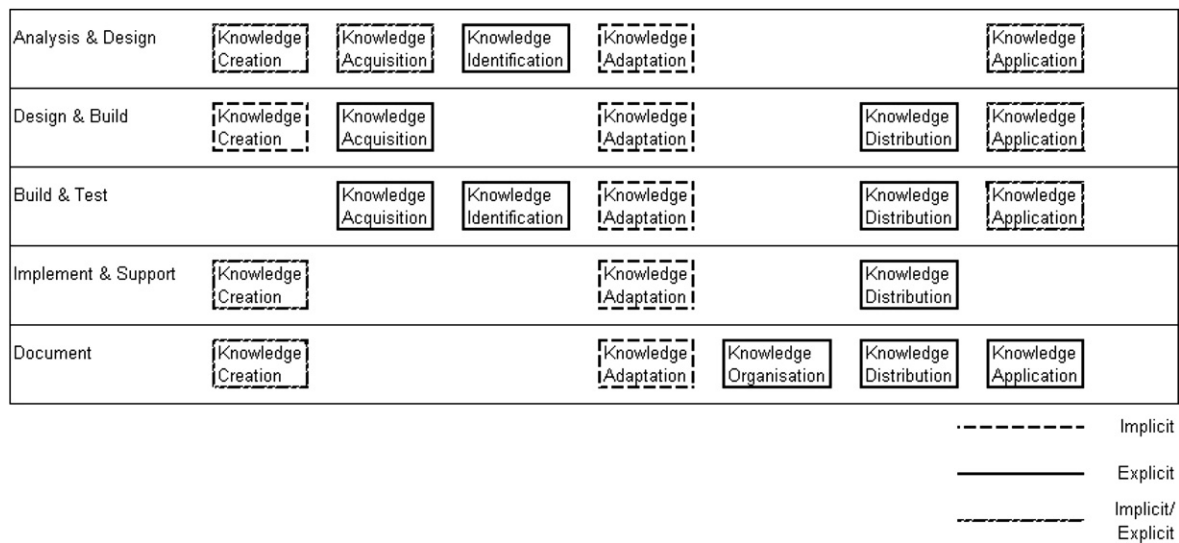 Analysis & Design
Knowledge Creation
Knowledge Acquisition
Knowledge Identification
Knowledge Adaptation
Knowledge Application
Design & Build
Knowledge Creation
Knowledge Acquisition
Knowledge Adaptation
Knowledge Distribution
Knowledge Application
Build & Test
Knowledge Acquisition
Knowledge Identification
Knowledge Adaptation
Knowledge Distribution
Knowledge Application
Implement & Support
Knowledge Creation
Knowledge Adaptation
Knowledge Distribution
Document
Knowledge Creation
Knowledge Adaptation
Knowledge Organisation
Knowledge Distribution
Knowledge Application
Implicit
Explicit
Implicit/
Explicit